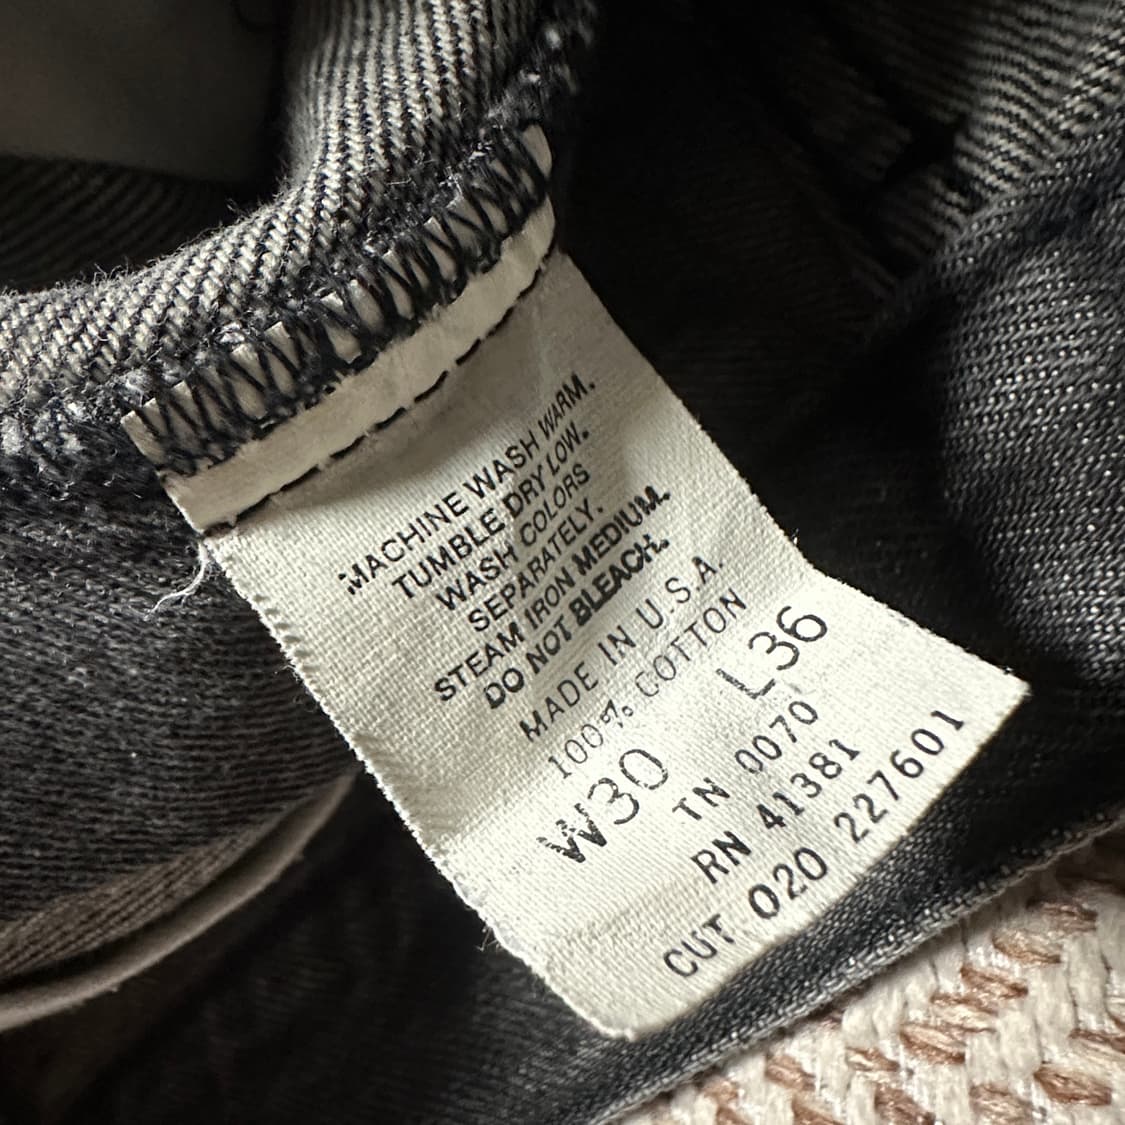 MACHINE WASH WARM.
TUMBLE DRY LOW.
WASH COLORS
SEPARATELY.
STEAM IRON MEDIUM.
DO NOT BLEACH.
MADE IN U.S.A.
100% COTTON
W30 L36
TN 0070
RN 41381
CUT 020 227601